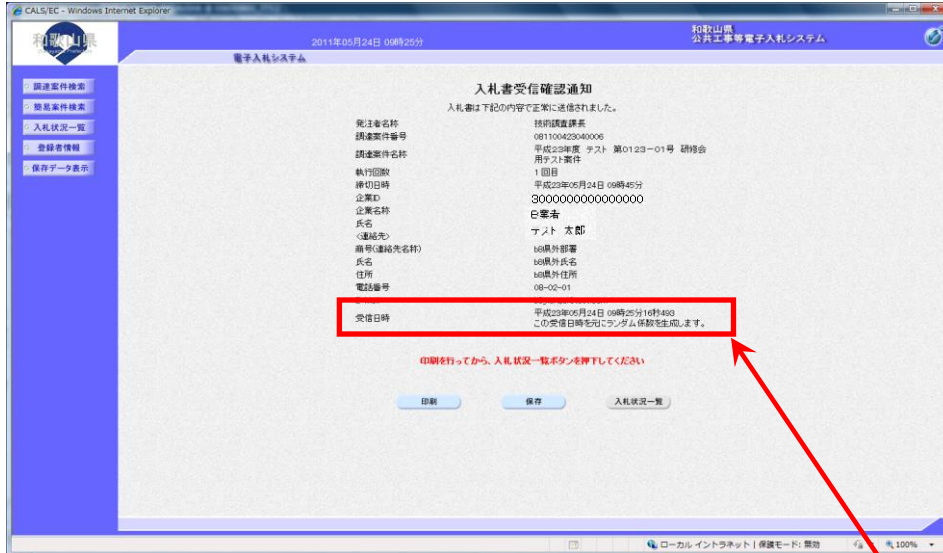 CALS/EC - Windows Internet Explorer
和歌山県
2011年05月24日 09時25分
和歌山県
公共工事等電子入札システム
電子入札システム
調達案件検索
簡易案件検索
入札状況一覧
登録者情報
保存データ表示
入札書受信確認通知
入札書は下記の内容で正常に送信されました。
発注者名称 技術調査課長
調達案件番号 081100423040006
調達案件名称 平成23年度 テスト 第0123-01号 研修会
用テスト案件
執行回数 1回目
締切日時 平成23年05月24日 09時45分
企業ID 3000000000000000
企業名称 B業者
氏名 テスト 太郎
<連絡先>
商号(連絡先名称) b6県外部署
氏名 b6県外氏名
住所 b6県外住所
電話番号 08-02-01
受信日時 平成23年05月24日 09時25分16秒493
この受信日時を元にランダム係数を生成します。
印刷を行ってから、入札状況一覧ボタンを押下してください
印刷 保存 入札状況一覧
ローカル イントラネット | 保護モード: 無効
100%